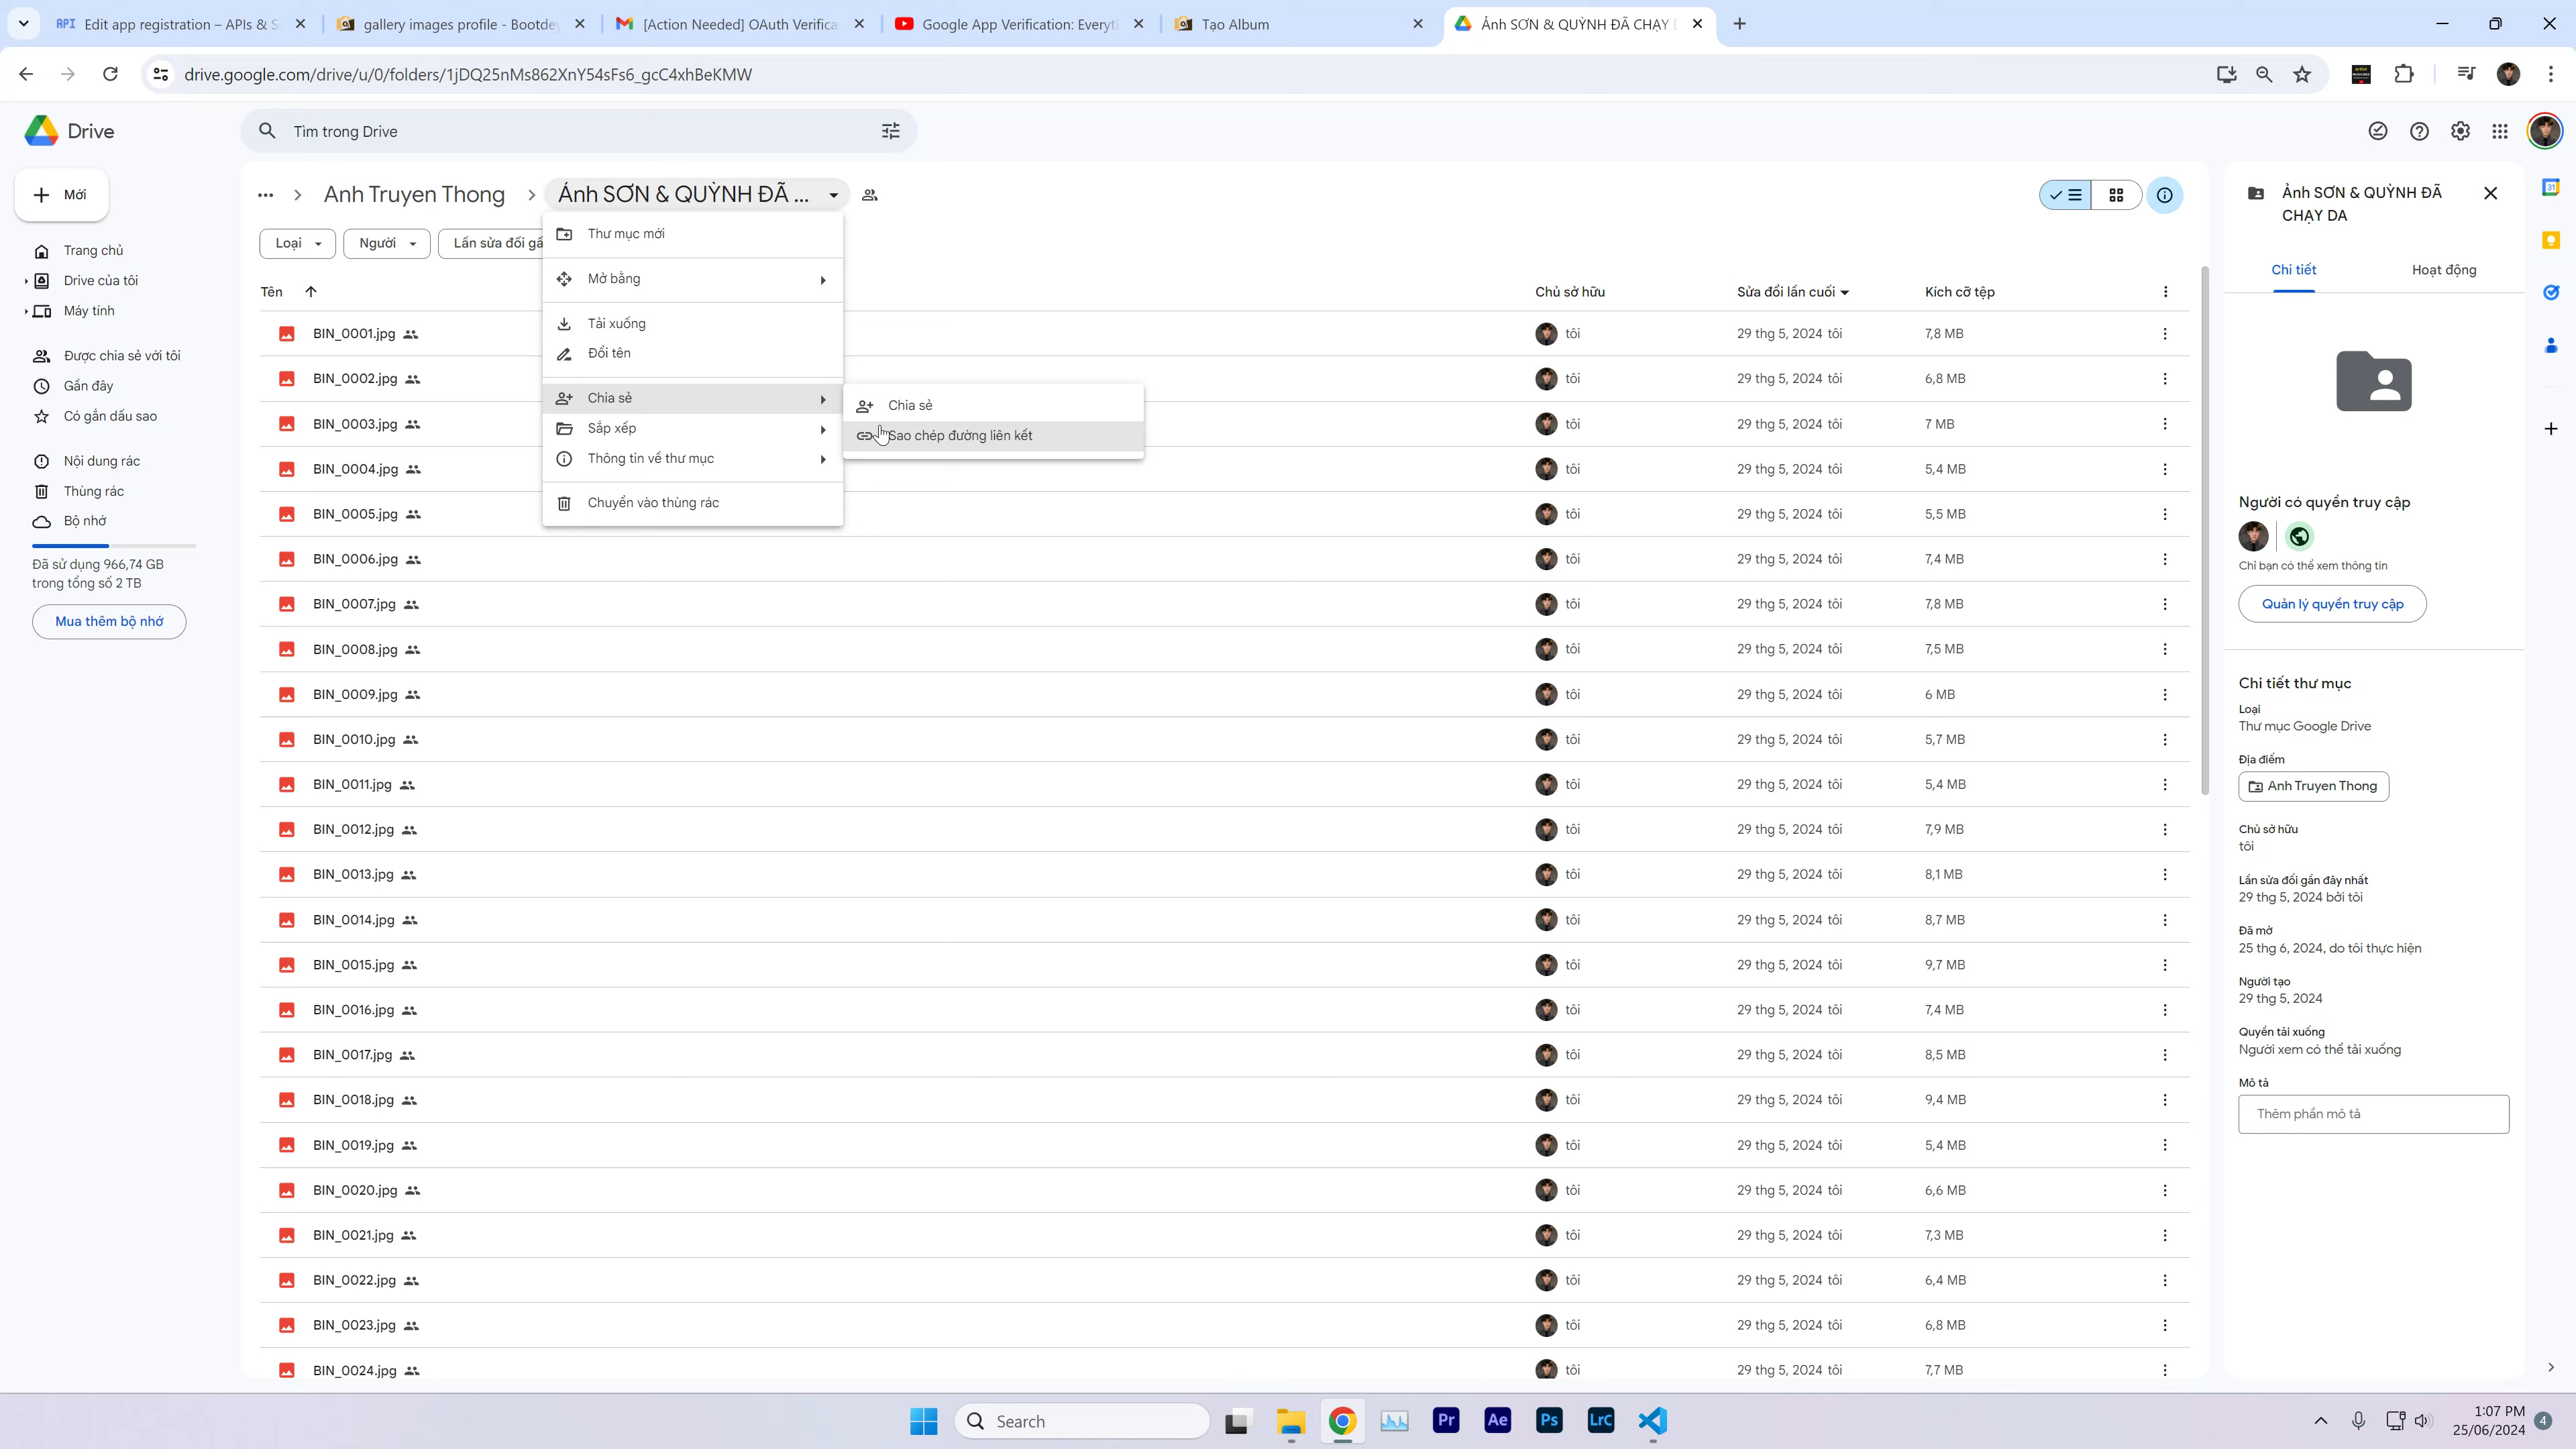 Edit app registration – APIs & S
gallery images profile - Bootdey
[Action Needed] OAuth Verifica
Google App Verification: Everyt
Tạo Album
Ảnh SƠN & QUỲNH ĐÃ CHẠY D
drive.google.com/drive/u/0/folders/1jDQ25nMs862XnY54sFs6_gcC4xhBeKMW
Drive
Tìm trong Drive
Mới
Trang chủ
Drive của tôi
Máy tính
Được chia sẻ với tôi
Gần đây
Có gắn dấu sao
Nội dung rác
Thùng rác
Bộ nhớ
Đã sử dụng 966,74 GB
trong tổng số 2 TB
Mua thêm bộ nhớ
Anh Truyen Thong
Ảnh SƠN & QUỲNH ĐÃ ...
Loại
Người
Lần sửa đổi gầ
Thư mục mới
Mở bằng
Tải xuống
Đổi tên
Chia sẻ
Sắp xếp
Thông tin về thư mục
Chuyển vào thùng rác
Chia sẻ
Sao chép đường liên kết
Tên Chủ sở hữu Sửa đổi lần cuối Kích cỡ tệp
BIN_0001.jpg tôi 29 thg 5, 2024 tôi 7,8 MB
BIN_0002.jpg tôi 29 thg 5, 2024 tôi 6,8 MB
BIN_0003.jpg tôi 29 thg 5, 2024 tôi 7 MB
BIN_0004.jpg tôi 29 thg 5, 2024 tôi 5,4 MB
BIN_0005.jpg tôi 29 thg 5, 2024 tôi 5,5 MB
BIN_0006.jpg tôi 29 thg 5, 2024 tôi 7,4 MB
BIN_0007.jpg tôi 29 thg 5, 2024 tôi 7,8 MB
BIN_0008.jpg tôi 29 thg 5, 2024 tôi 7,5 MB
BIN_0009.jpg tôi 29 thg 5, 2024 tôi 6 MB
BIN_0010.jpg tôi 29 thg 5, 2024 tôi 5,7 MB
BIN_0011.jpg tôi 29 thg 5, 2024 tôi 5,4 MB
BIN_0012.jpg tôi 29 thg 5, 2024 tôi 7,9 MB
BIN_0013.jpg tôi 29 thg 5, 2024 tôi 8,1 MB
BIN_0014.jpg tôi 29 thg 5, 2024 tôi 8,7 MB
BIN_0015.jpg tôi 29 thg 5, 2024 tôi 9,7 MB
BIN_0016.jpg tôi 29 thg 5, 2024 tôi 7,4 MB
BIN_0017.jpg tôi 29 thg 5, 2024 tôi 8,5 MB
BIN_0018.jpg tôi 29 thg 5, 2024 tôi 9,4 MB
BIN_0019.jpg tôi 29 thg 5, 2024 tôi 5,4 MB
BIN_0020.jpg tôi 29 thg 5, 2024 tôi 6,6 MB
BIN_0021.jpg tôi 29 thg 5, 2024 tôi 7,3 MB
BIN_0022.jpg tôi 29 thg 5, 2024 tôi 6,4 MB
BIN_0023.jpg tôi 29 thg 5, 2024 tôi 6,8 MB
BIN_0024.jpg tôi 29 thg 5, 2024 tôi 7,7 MB
Ảnh SƠN & QUỲNH ĐÃ
CHẠY DA
Chi tiết
Hoạt động
Người có quyền truy cập
Chỉ bạn có thể xem thông tin
Quản lý quyền truy cập
Chi tiết thư mục
Loại
Thư mục Google Drive
Địa điểm
Anh Truyen Thong
Chủ sở hữu
tôi
Lần sửa đổi gần đây nhất
29 thg 5, 2024 bởi tôi
Đã mở
25 thg 6, 2024, do tôi thực hiện
Người tạo
29 thg 5, 2024
Quyền tải xuống
Người xem có thể tải xuống
Mô tả
Thêm phần mô tả
Search
Pr
Ae
Ps
LrC
1:07 PM
25/06/2024
4